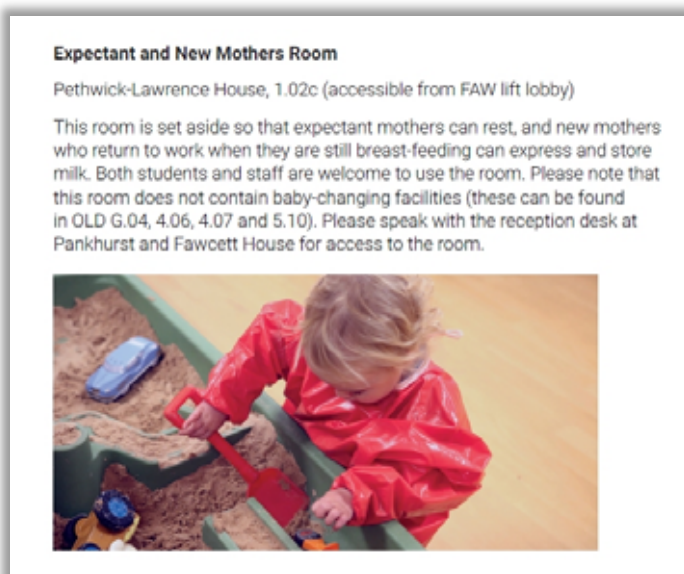 Expectant and New Mothers Room
Pethwick-Lawrence House, 1.02c (accessible from FAW lift lobby)
This room is set aside so that expectant mothers can rest, and new mothers
who return to work when they are still breast-feeding can express and store
milk. Both students and staff are welcome to use the room. Please note that
this room does not contain baby-changing facilities (these can be found
in OLD G.04, 4.06, 4.07 and 5.10). Please speak with the reception desk at
Pankhurst and Fawcett House for access to the room.